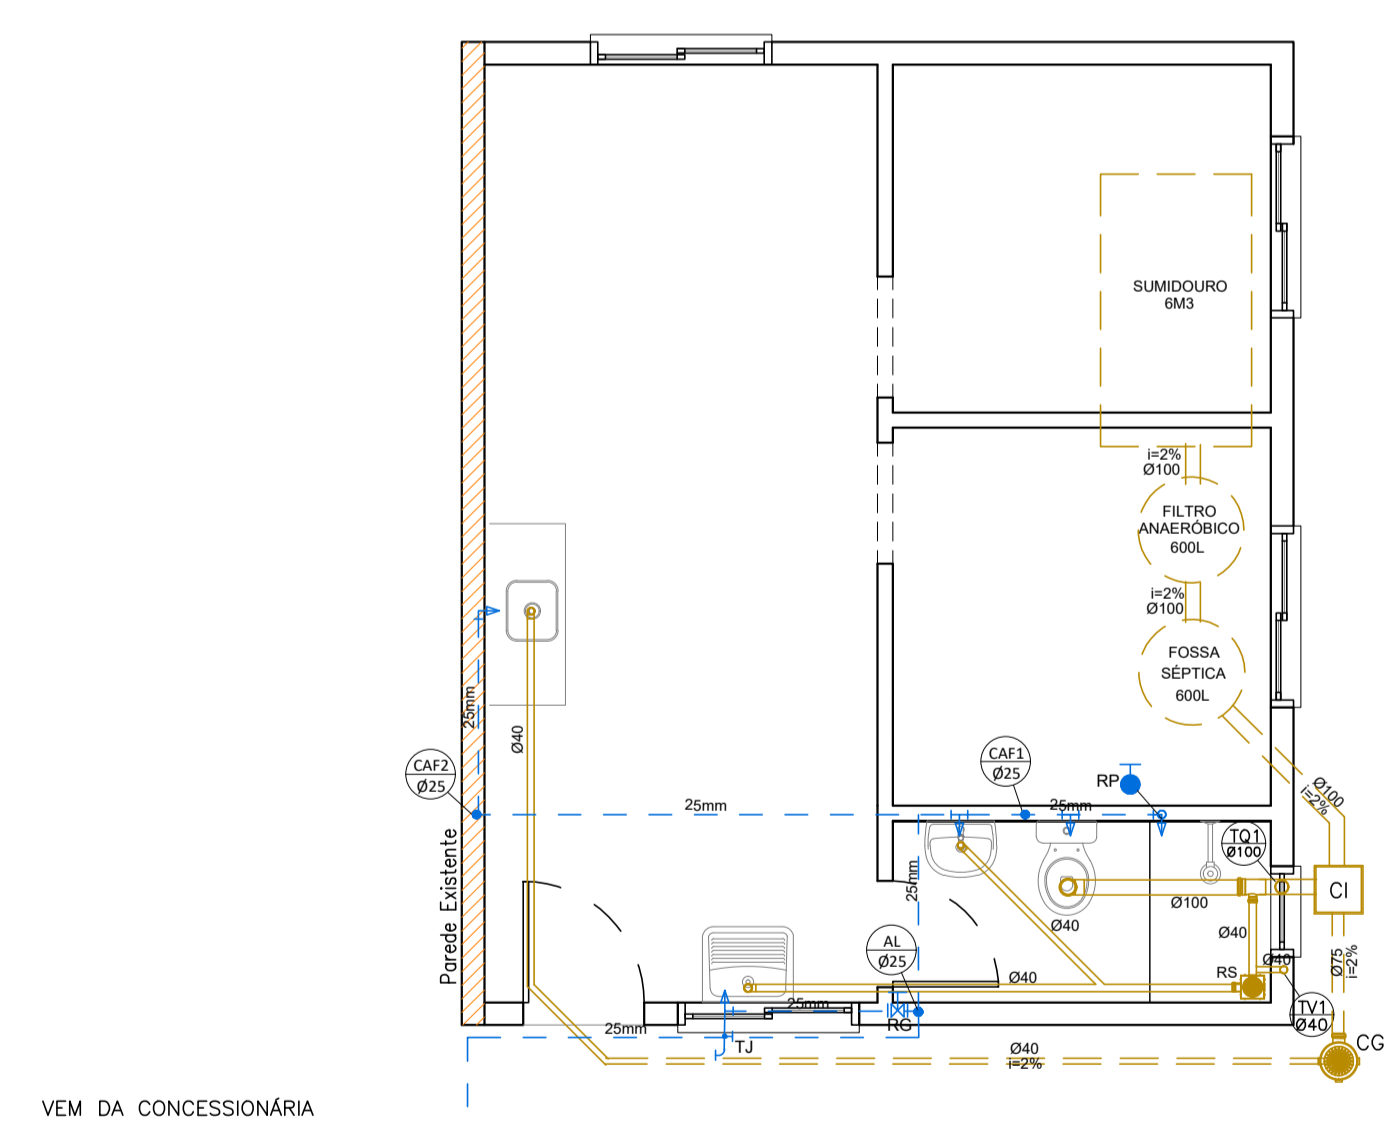 SUMIDOURO
6M3
i=2%
Ø100
FILTRO
ANAERÓBICO
600L
i=2%
Ø100
FOSSA
SÉPTICA
600L
25mm
Ø40
CAF2
Ø25
CAF1
Ø25
RP
25mm
25mm
Ø100
i=2%
Parede Existente
TQ1
Ø100
CI
25mm
Ø100
Ø40
Ø40
AL
Ø25
Ø40
Ø75
i=2%
RS
Ø40
25mm
TV1
Ø40
RG
25mm
TJ
Ø40
i=2%
CG
VEM DA CONCESSIONÁRIA